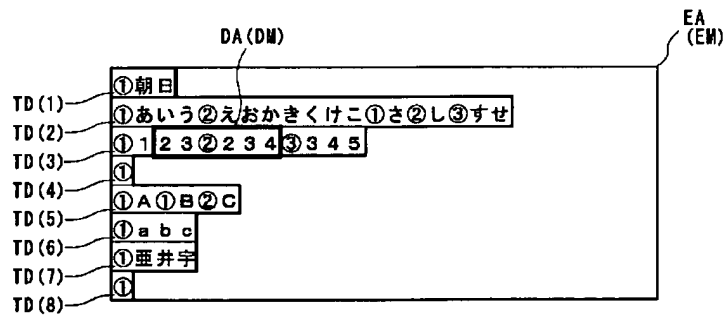 DA(DM)
EA
(EM)
TD(1) ①朝日
TD(2) ①あいう②えおかきくけこ①さ②し③すせ
TD(3) ①1 2 3②2 3 4③3 4 5
TD(4) ①
TD(5) ①A①B②C
TD(6) ①a b c
TD(7) ①亜井宇
TD(8) ①